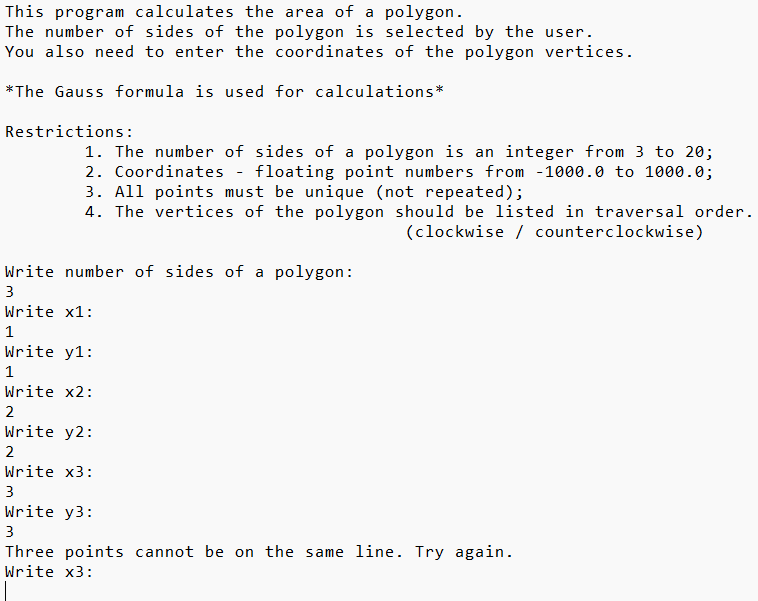 This program calculates the area of a polygon.
The number of sides of the polygon is selected by the user.
You also need to enter the coordinates of the polygon vertices.
*The Gauss formula is used for calculations*
Restrictions:
1. The number of sides of a polygon is an integer from 3 to 20;
2. Coordinates - floating point numbers from -1000.0 to 1000.0;
3. All points must be unique (not repeated);
4. The vertices of the polygon should be listed in traversal order.
(clockwise / counterclockwise)
Write number of sides of a polygon:
3
Write x1:
1
Write y1:
1
Write x2:
2
Write y2:
2
Write x3:
3
Write y3:
3
Three points cannot be on the same line. Try again.
Write x3: